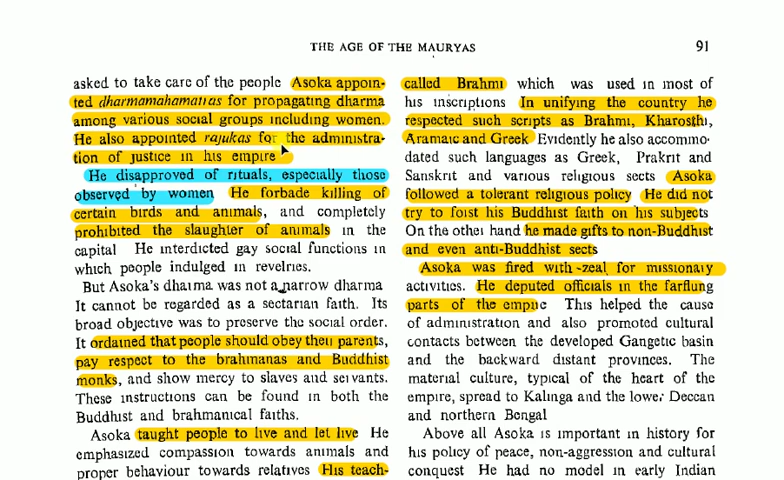 THE AGE OF THE MAURYAS
91
asked to take care of the people Asoka appoin-
ted dharmamahamatras for propagating dharma
among various social groups including women.
He also appointed rajukas for the administra-
tion of justice in his empire
He disapproved of rituals, especially those
observed by women He forbade killing of
certain birds and animals, and completely
prohibited the slaughter of animals in the
capital He interdicted gay social functions in
which people indulged in revelries.
But Asoka's dharma was not a narrow dharma
It cannot be regarded as a sectarian faith. Its
broad objective was to preserve the social order.
It ordained that people should obey their parents,
pay respect to the brahmanas and Buddhist
monks, and show mercy to slaves and servants.
These instructions can be found in both the
Buddhist and brahmanical faiths.
Asoka taught people to live and let live He
emphasized compassion towards animals and
proper behaviour towards relatives His teach-
called Brahmi which was used in most of
his inscriptions In unifying the country he
respected such scripts as Brahmi, Kharosthi,
Aramaic and Greek Evidently he also accommo-
dated such languages as Greek, Prakrit and
Sanskrit and various religious sects Asoka
followed a tolerant religious policy He did not
try to foist his Buddhist faith on his subjects
On the other hand he made gifts to non-Buddhist
and even anti-Buddhist sects
Asoka was fired with zeal for missionary
activities. He deputed officials in the farflung
parts of the empire This helped the cause
of administration and also promoted cultural
contacts between the developed Gangetic basin
and the backward distant provinces. The
material culture, typical of the heart of the
empire, spread to Kalinga and the lower Deccan
and northern Bengal
Above all Asoka is important in history for
his policy of peace, non-aggression and cultural
conquest He had no model in early Indian